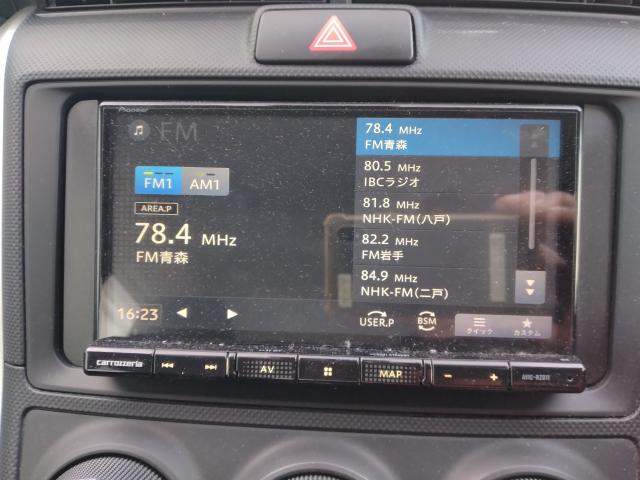 Pioneer
FM
FM1 AM1
AREA:P
78.4 MHz
FM青森
16:23
78.4 MHz
FM青森
80.5 MHz
IBCラジオ
81.8 MHz
NHK-FM(八戸)
82.2 MHz
FM岩手
84.9 MHz
NHK-FM(二戸)
USER.P BSM クイック カスタム
carrozzeria AV MAP AVIC-RZ011